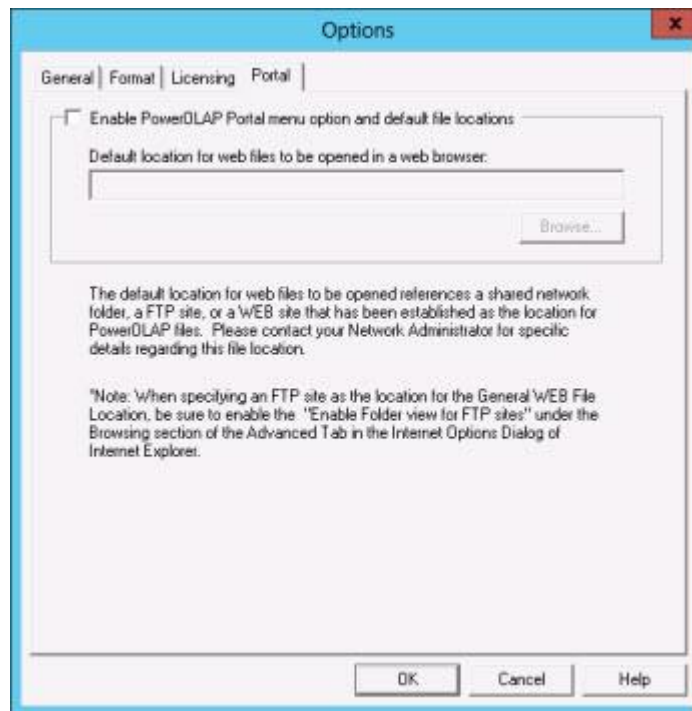 Options
x
General Format Licensing Portal
Enable PowerOLAP Portal menu option and default file locations
Default location for web files to be opened in a web browser:
Browse...
The default location for web files to be opened references a shared network
folder, a FTP site, or a WEB site that has been established as the location for
PowerOLAP files. Please contact your Network Administrator for specific
details regarding this file location.
*Note: When specifying an FTP site as the location for the General WEB File
Location, be sure to enable the "Enable Folder view for FTP sites" under the
Browsing section of the Advanced Tab in the Internet Options Dialog of
Internet Explorer.
OK Cancel Help